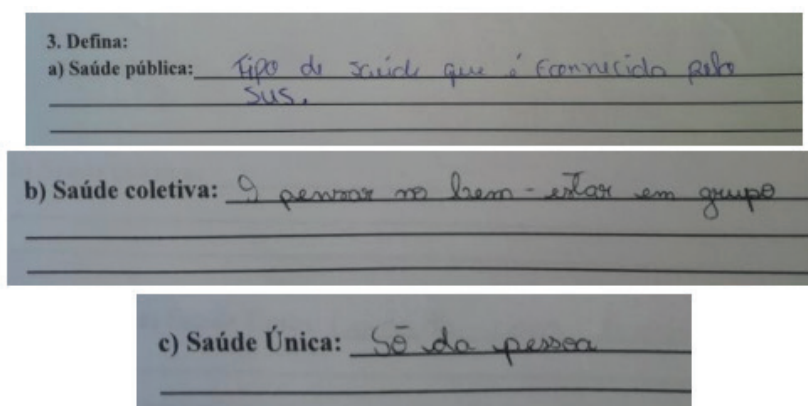 3. Defina:
a) Saúde pública: Tipo de saúde que é pelo
SUS.
b) Saúde coletiva: O pensar no bem-estar em grupo
c) Saúde Única: Só da pessoa